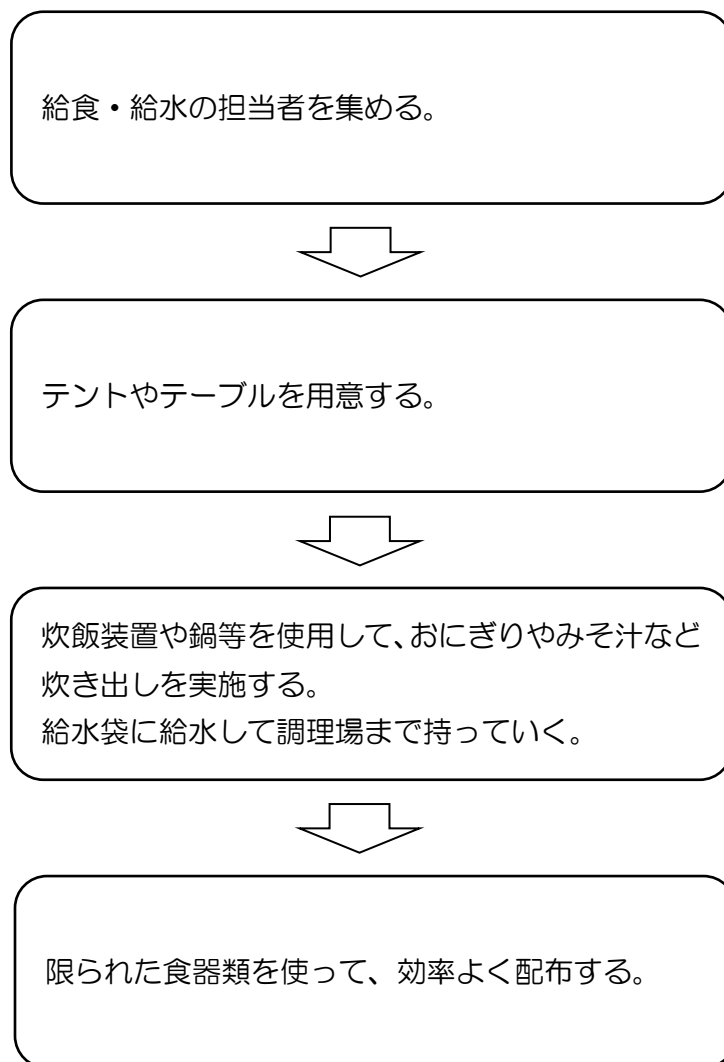 給食・給水の担当者を集める。
テントやテーブルを用意する。
炊飯装置や鍋等を使用して、おにぎりやみそ汁など
炊き出しを実施する。
給水袋に給水して調理場まで持っていく。
限られた食器類を使って、効率よく配布する。